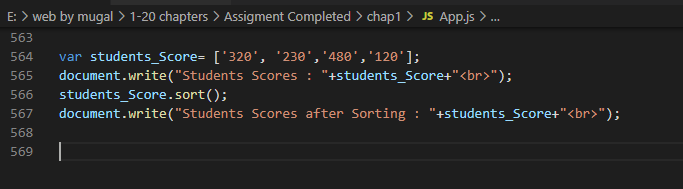 E: > web by mugal > 1-20 chapters > Assigment Completed > chap1 > JS App.js > ...
563
564 var students_Score= ['320', '230','480','120'];
565 document.write("Students Scores : "+students_Score+"<br>");
566 students_Score.sort();
567 document.write("Students Scores after Sorting : "+students_Score+"<br>");
568
569